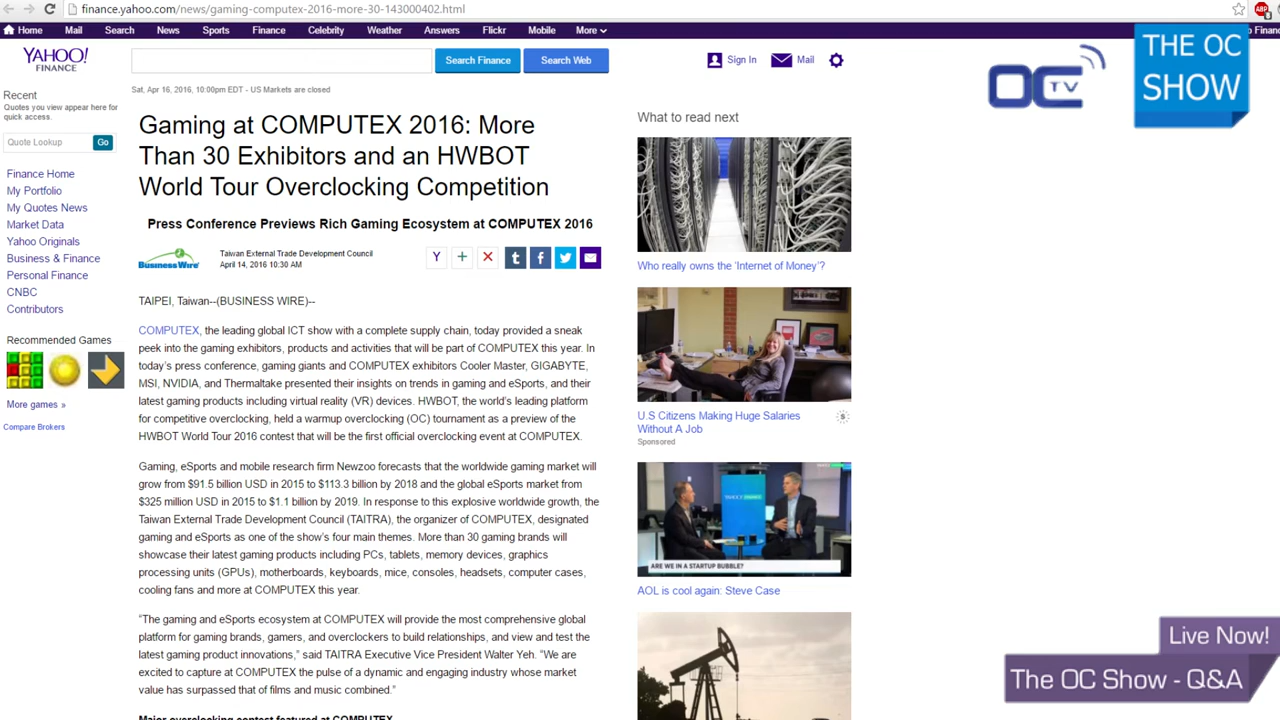 finance.yahoo.com/news/gaming-computex-2016-more-30-143000402.html
ABP
8
Home Mail Search News Sports Finance Celebrity Weather Answers Flickr Mobile More
YAHOO!
FINANCE
Search Finance
Search Web
Sign In
Mail
OC TV
THE OC
SHOW
Sat, Apr 16, 2016, 10:00pm EDT - US Markets are closed
Recent
Quotes you view appear here for
quick access.
Quote Lookup
Go
Finance Home
My Portfolio
My Quotes News
Market Data
Yahoo Originals
Business & Finance
Personal Finance
CNBC
Contributors
Recommended Games
More games »
Compare Brokers
Gaming at COMPUTEX 2016: More
Than 30 Exhibitors and an HWBOT
World Tour Overclocking Competition
Press Conference Previews Rich Gaming Ecosystem at COMPUTEX 2016
BusinessWire
Taiwan External Trade Development Council
April 14, 2016 10:30 AM
TAIPEI, Taiwan--(BUSINESS WIRE)--
COMPUTEX, the leading global ICT show with a complete supply chain, today provided a sneak
peek into the gaming exhibitors, products and activities that will be part of COMPUTEX this year. In
today's press conference, gaming giants and COMPUTEX exhibitors Cooler Master, GIGABYTE,
MSI, NVIDIA, and Thermaltake presented their insights on trends in gaming and eSports, and their
latest gaming products including virtual reality (VR) devices. HWBOT, the world's leading platform
for competitive overclocking, held a warmup overclocking (OC) tournament as a preview of the
HWBOT World Tour 2016 contest that will be the first official overclocking event at COMPUTEX.
Gaming, eSports and mobile research firm Newzoo forecasts that the worldwide gaming market will
grow from $91.5 billion USD in 2015 to $113.3 billion by 2018 and the global eSports market from
$325 million USD in 2015 to $1.1 billion by 2019. In response to this explosive worldwide growth, the
Taiwan External Trade Development Council (TAITRA), the organizer of COMPUTEX, designated
gaming and eSports as one of the show's four main themes. More than 30 gaming brands will
showcase their latest gaming products including PCs, tablets, memory devices, graphics
processing units (GPUs), motherboards, keyboards, mice, consoles, headsets, computer cases,
cooling fans and more at COMPUTEX this year.
“The gaming and eSports ecosystem at COMPUTEX will provide the most comprehensive global
platform for gaming brands, gamers, and overclockers to build relationships, and view and test the
latest gaming product innovations,” said TAITRA Executive Vice President Walter Yeh. “We are
excited to capture at COMPUTEX the pulse of a dynamic and engaging industry whose market
value has surpassed that of films and music combined.”
Major overclocking contest featured at COMPUTEX
What to read next
Who really owns the 'Internet of Money'?
U.S Citizens Making Huge Salaries
Without A Job
Sponsored
ARE WE IN A STARTUP BUBBLE?
AOL is cool again: Steve Case
Live Now!
The OC Show - Q&A